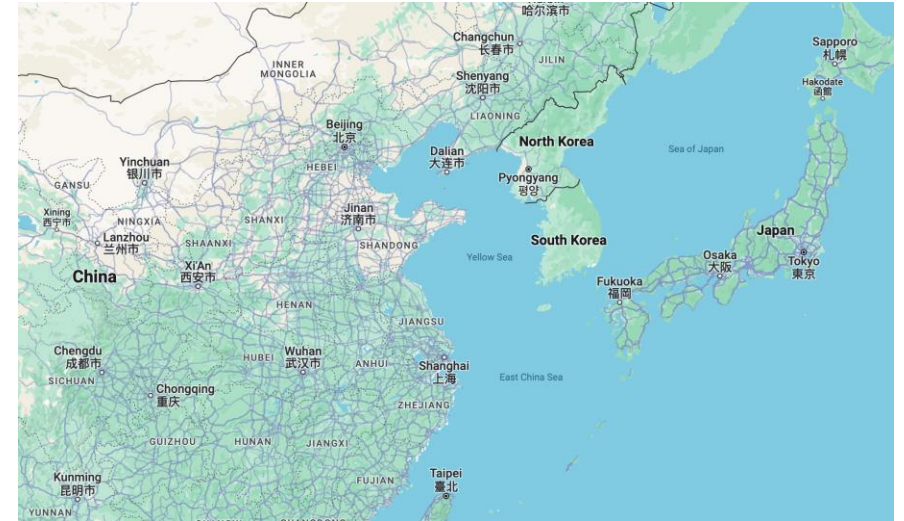 哈尔滨市
Changchun
长春市
Sapporo
札幌
INNER
MONGOLIA
JILIN
Shenyang
沈阳市
Hakodate
函館
LIAONING
Beijing
北京
North Korea
Sea of Japan
Dalian
大连市
Yinchuan
银川市
HEBEI
Pyongyang
평양
GANSU
Jinan
济南市
Xining
西宁市
NINGXIA
SHANXI
Lanzhou
兰州市
SHAANXI
SHANDONG
South Korea
Japan
Yellow Sea
Osaka
大阪
Tokyo
東京
Xi'An
西安市
China
Fukuoka
福岡
HENAN
JIANGSU
Chengdu
成都市
Wuhan
武汉市
HUBEI
ANHUI
Shanghai
上海
SICHUAN
East China Sea
Chongqing
重庆
ZHEJIANG
GUIZHOU
HUNAN
JIANGXI
Kunming
昆明市
FUJIAN
Taipei
臺北
YUNNAN